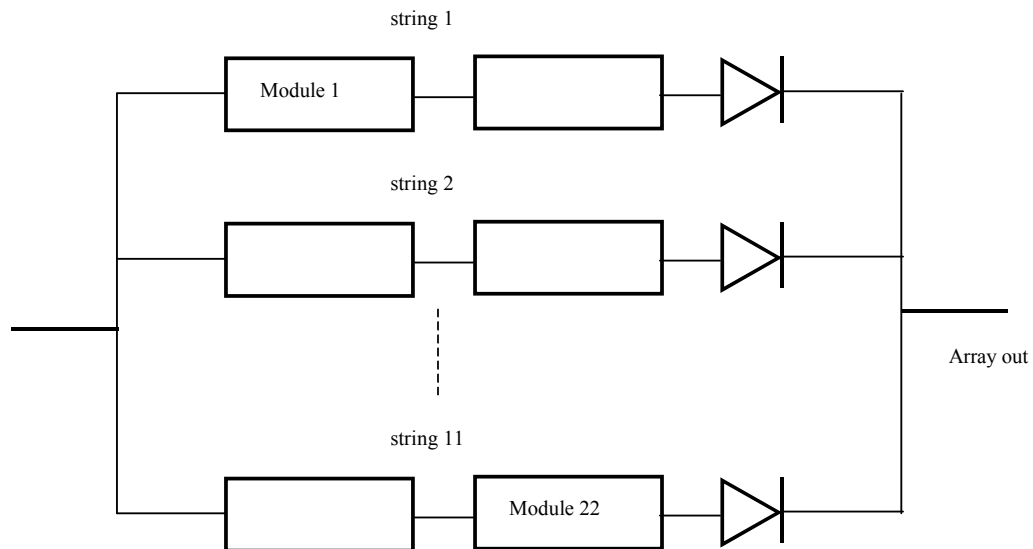 string 1
Module 1
string 2
Array out
string 11
Module 22